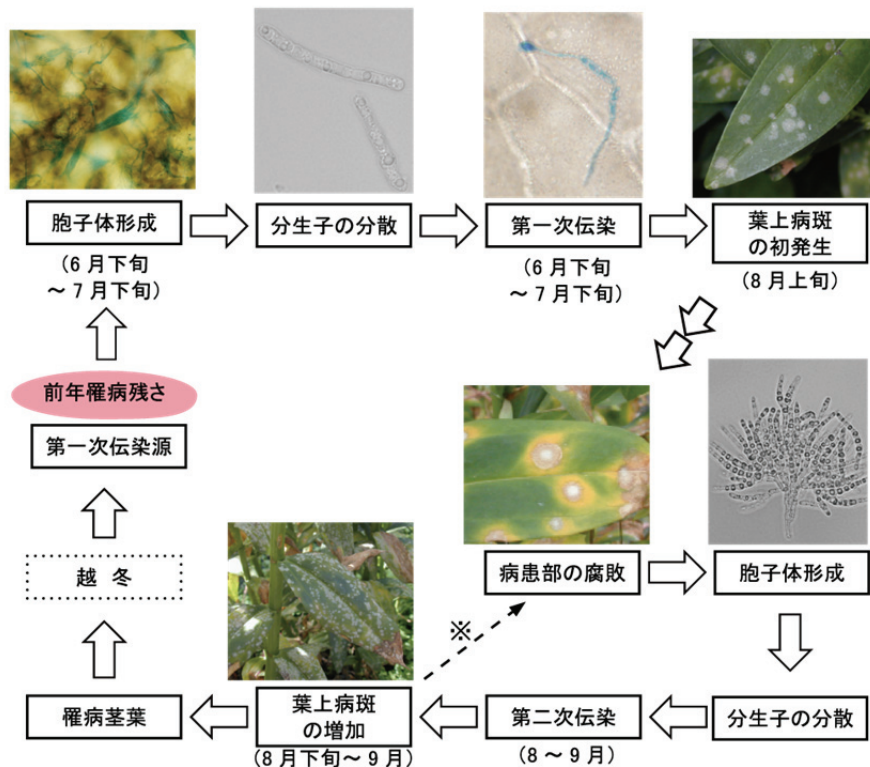 胞子体形成
(6月下旬
～7月下旬)
分生子の分散
第一次伝染
(6月下旬
～7月下旬)
葉上病斑
の初発生
(8月上旬)
前年罹病残さ
第一次伝染源
越 冬
罹病茎葉
病患部の腐敗
胞子体形成
※
葉上病斑
の増加
(8月下旬～9月)
第二次伝染
(8～9月)
分生子の分散